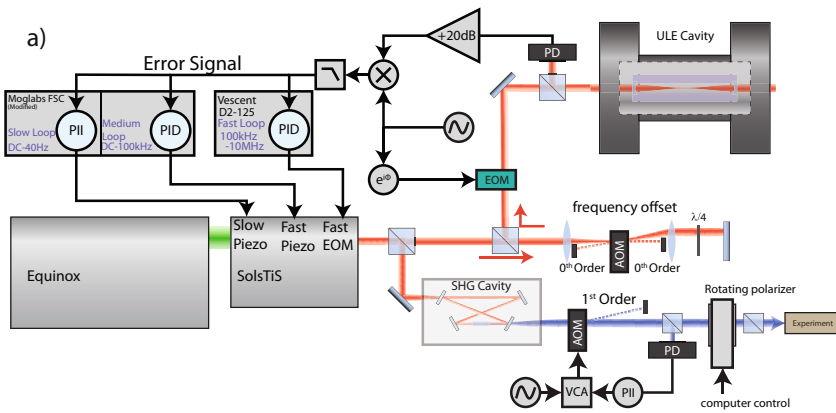 a)
+20dB
PD
ULE Cavity
Error Signal
Moglabs FSC
(Modified)
Slow Loop
DC-40Hz
PII
Medium
Loop
DC-100kHz
PID
Vescent
D2-125
Fast Loop
100kHz
-10MHz
PID
e^iΦ
EOM
Slow
Piezo
Fast
Piezo
Fast
EOM
Equinox
SolsTiS
frequency offset
λ/4
AOM
0th Order
0th Order
SHG Cavity
1st Order
AOM
Rotating polarizer
Experiment
PD
VCA
PII
computer control